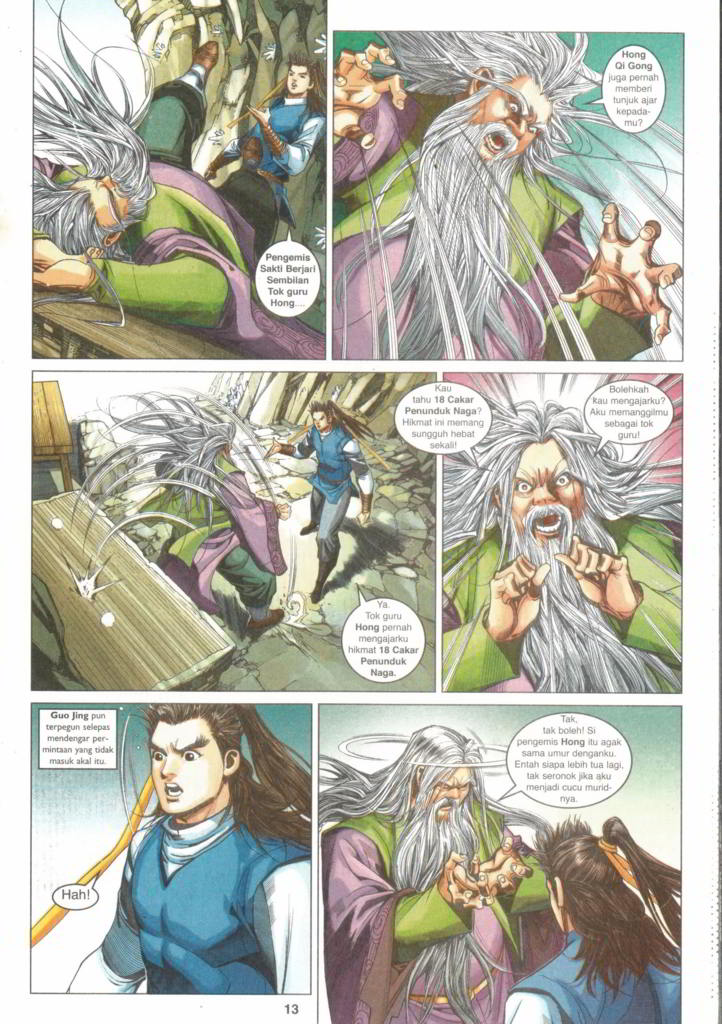 Pengemis
Sakti Berjari
Sembilan
Tok guru
Hong....
Hong
Qi Gong
juga pernah
memberi
tunjuk ajar
kepada-
mu?
Ya.
Tok guru
Hong pernah
mengajarku
hikmat 18 Cakar
Penunduk
Naga.
Kau
tahu 18 Cakar
Penunduk Naga?
Hikmat ini memang
sungguh hebat
sekali!
Bolehkah
kau mengajarku?
Aku memanggilmu
sebagai tok
guru!
Guo Jing pun
terpegun selepas
mendengar per-
mintaan yang tidak
masuk akal itu.
Hah!
Tak,
tak boleh! Si
pengemis Hong itu agak
sama umur denganku.
Entah siapa lebih tua lagi,
tak seronok jika aku
menjadi cucu murid-
nya.
13